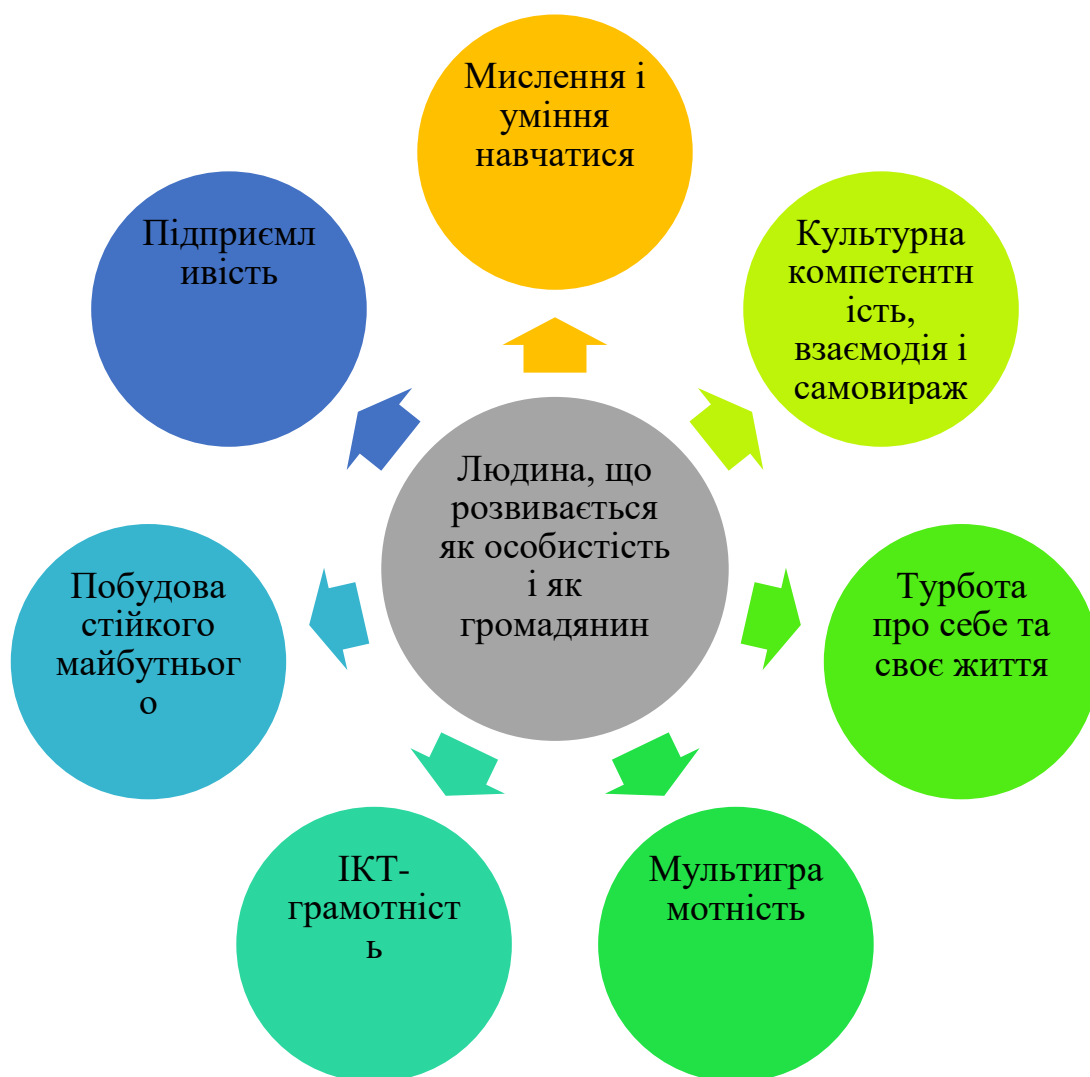 Мислення і
уміння
навчатися
Культурна
компетентн
ість,
взаємодія і
самовираж
Турбота
про себе та
своє життя
Мультигра
мотність
ІКТ-
грамотніст
ь
Побудова
стійкого
майбутньог
о
Підприємл
ивість
Людина, що
розвивається
як особистість
і як
громадянин